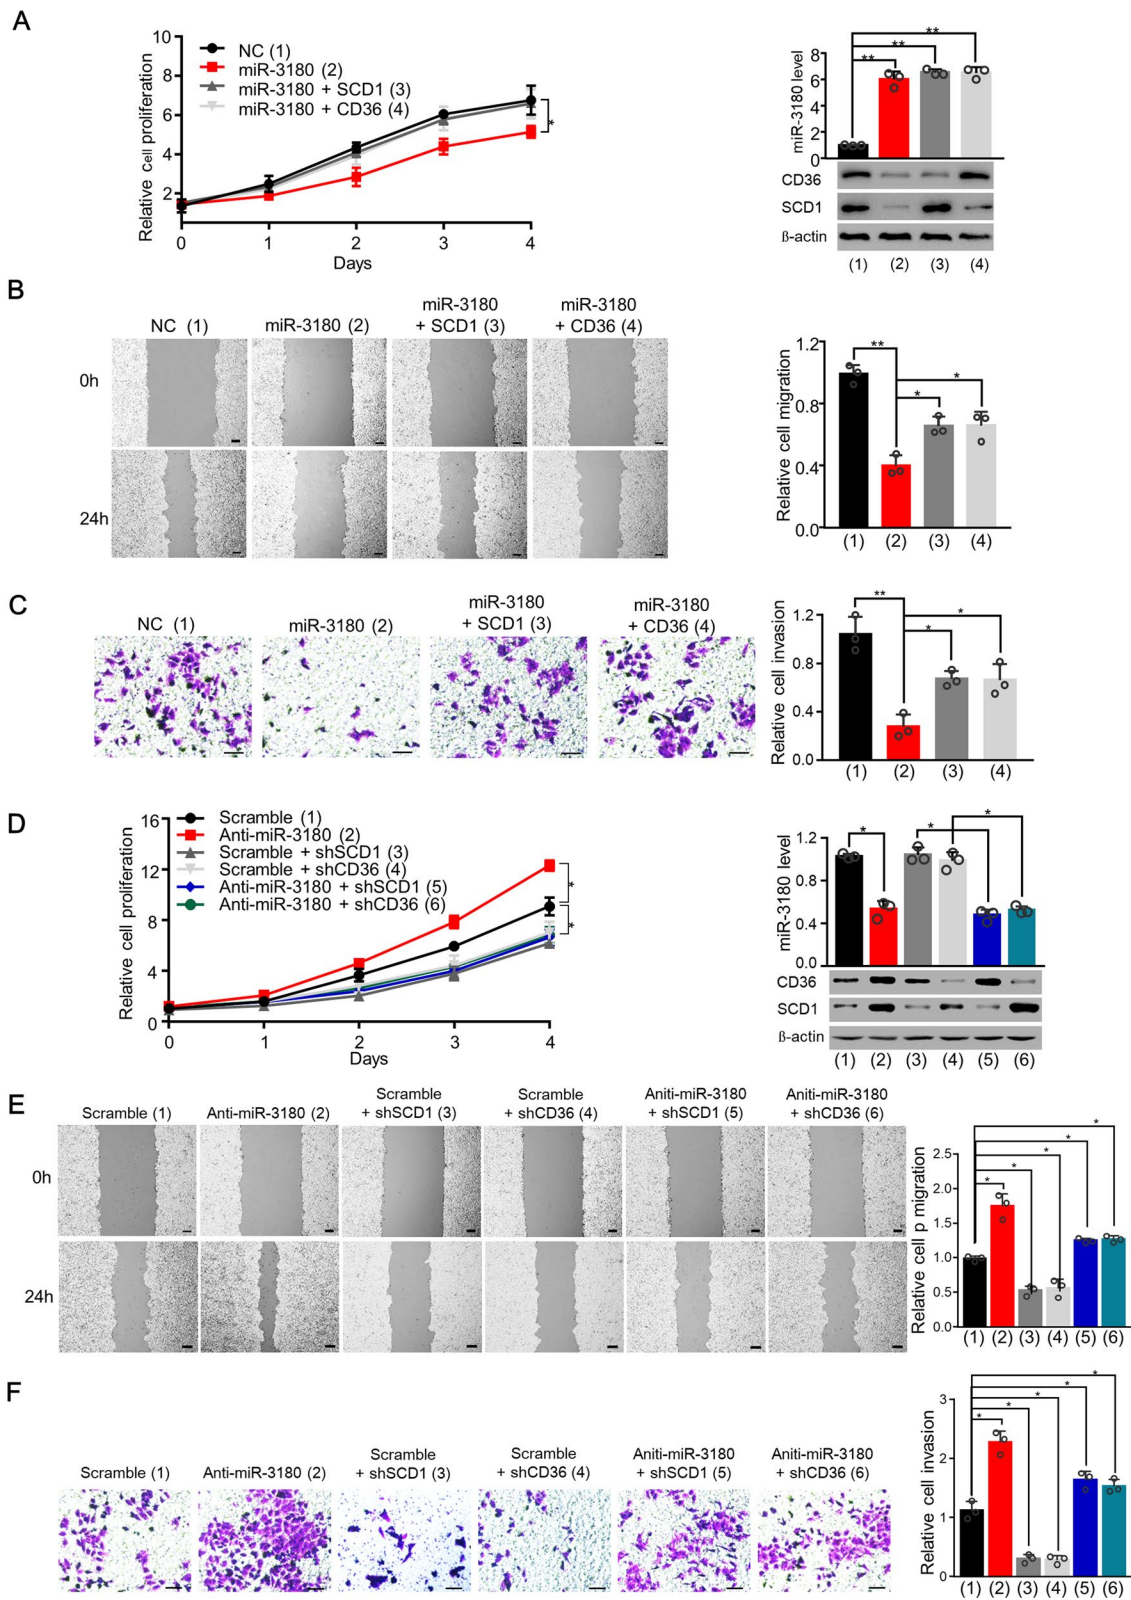 A
Relative cell proliferation
10
8
6
4
2
0 1 2 3 4
Days
NC (1)
miR-3180 (2)
miR-3180 + SCD1 (3)
miR-3180 + CD36 (4)
*
miR-3180 level
8
6
4
2
0
**
**
**
CD36
SCD1
ß-actin
(1) (2) (3) (4)
B
NC (1)
miR-3180 (2)
miR-3180
+ SCD1 (3)
miR-3180
+ CD36 (4)
0h
24h
Relative cell migration
1.2
0.8
0.4
0.0
**
*
*
(1) (2) (3) (4)
C
NC (1)
miR-3180 (2)
miR-3180
+ SCD1 (3)
miR-3180
+ CD36 (4)
Relative cell invasion
1.2
0.8
0.4
0.0
**
*
*
(1) (2) (3) (4)
D
Relative cell proliferation
16
12
8
4
0
0 1 2 3 4
Days
Scramble (1)
Anti-miR-3180 (2)
Scramble + shSCD1 (3)
Scramble + shCD36 (4)
Anti-miR-3180 + shSCD1 (5)
Anti-miR-3180 + shCD36 (6)
*
*
miR-3180 level
1.2
0.8
0.4
0.0
*
*
*
CD36
SCD1
ß-actin
(1) (2) (3) (4) (5) (6)
E
Scramble (1)
Anti-miR-3180 (2)
Scramble
+ shSCD1 (3)
Scramble
+ shCD36 (4)
Aniti-miR-3180
+ shSCD1 (5)
Aniti-miR-3180
+ shCD36 (6)
0h
24h
Relative cell p migration
2.5
2.0
1.5
1.0
0.5
0.0
*
*
*
*
*
(1) (2) (3) (4) (5) (6)
F
Scramble (1)
Anti-miR-3180 (2)
Scramble
+ shSCD1 (3)
Scramble
+ shCD36 (4)
Aniti-miR-3180
+ shSCD1 (5)
Aniti-miR-3180
+ shCD36 (6)
Relative cell invasion
3
2
1
0
*
*
*
*
*
(1) (2) (3) (4) (5) (6)